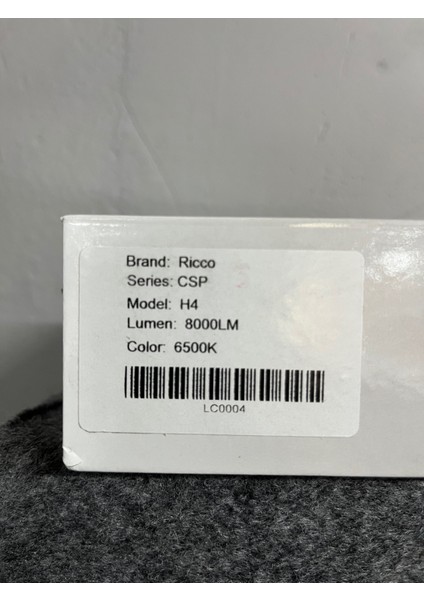 Brand: Ricco
Series: CSP
Model: H4
Lumen: 8000LM
Color: 6500K
LC0004